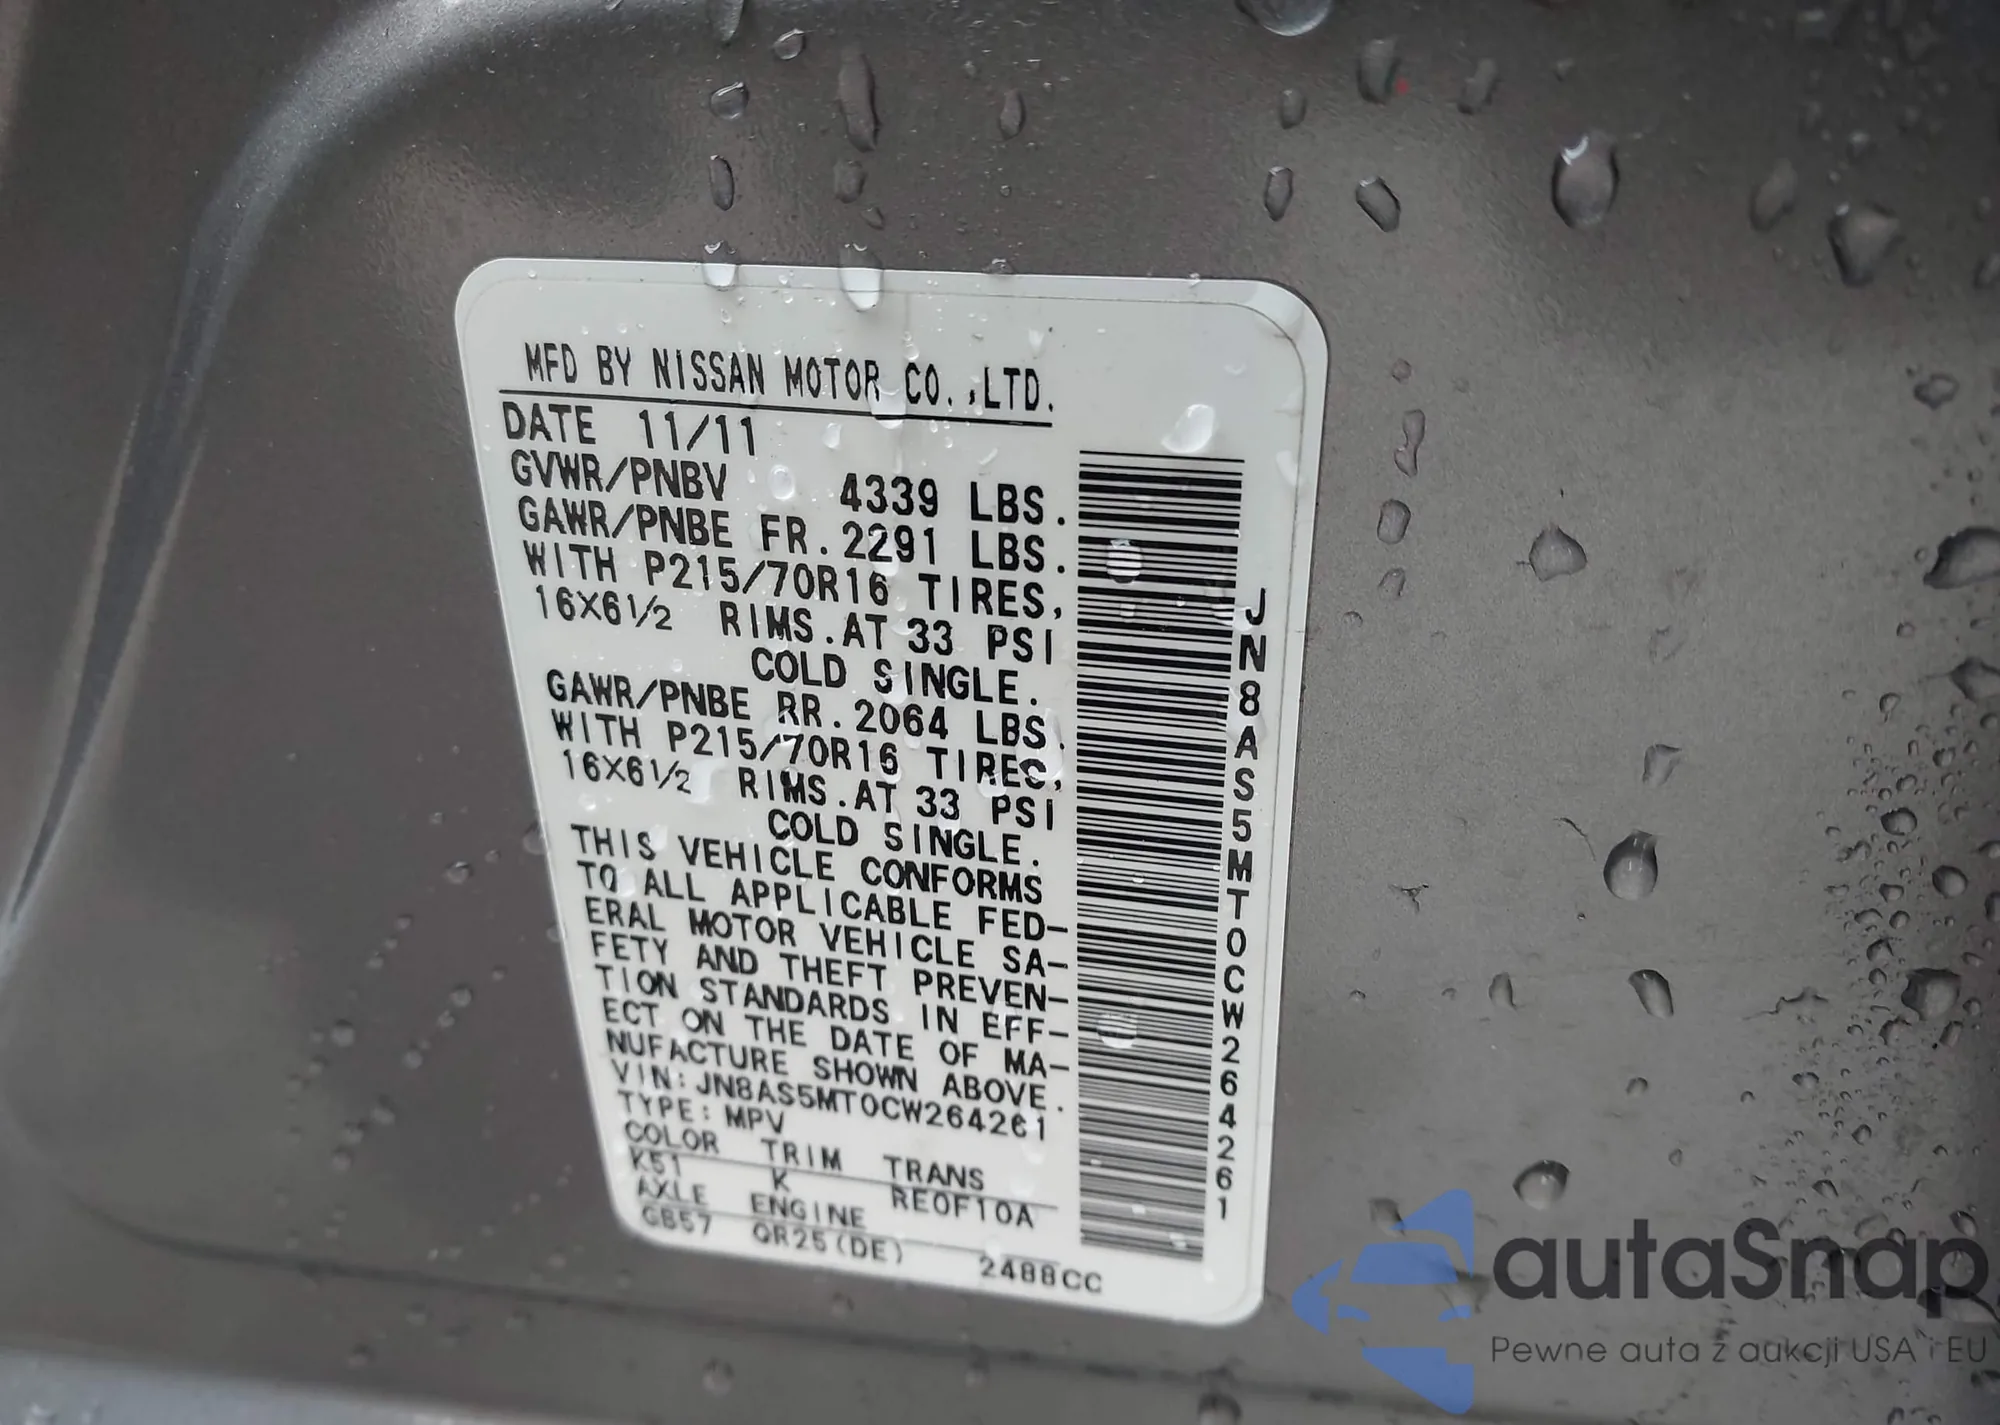 MFD BY NISSAN MOTOR CO.,LTD.
DATE 11/11
GVWR/PNBV 4339 LBS.
GAWR/PNBE FR.2291 LBS.
WITH P215/70R16 TIRES,
16X6½ RIMS.AT 33 PSI
COLD SINGLE.
GAWR/PNBE RR.2064 LBS.
WITH P215/70R16 TIRES,
16X6½ RIMS.AT 33 PSI
COLD SINGLE.
THIS VEHICLE CONFORMS
TO ALL APPLICABLE FED-
ERAL MOTOR VEHICLE SA-
FETY AND THEFT PREVEN-
TION STANDARDS IN EFF-
ECT ON THE DATE OF MA-
NUFACTURE SHOWN ABOVE.
VIN:JN8AS5MT0CW264261
TYPE:MPV
COLOR TRIM TRANS
K51 K RE0F10A
AXLE ENGINE
GB57 QR25(DE) 2488CC
JN8AS5MT0CW264261
autaSnap
Pewne auta z aukcji USA i EU